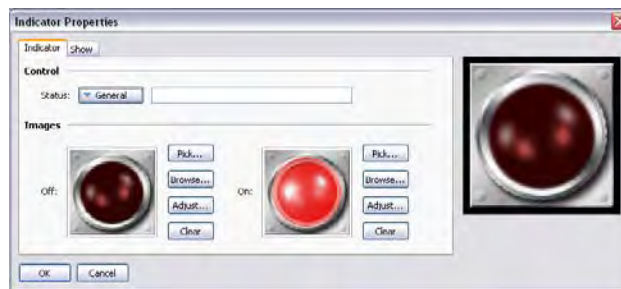 Indicator Properties
Indicator Show
Control
Status: General
Images
Off: Pick... On: Pick...
Browse... Browse...
Adjust... Adjust...
Clear Clear
OK Cancel